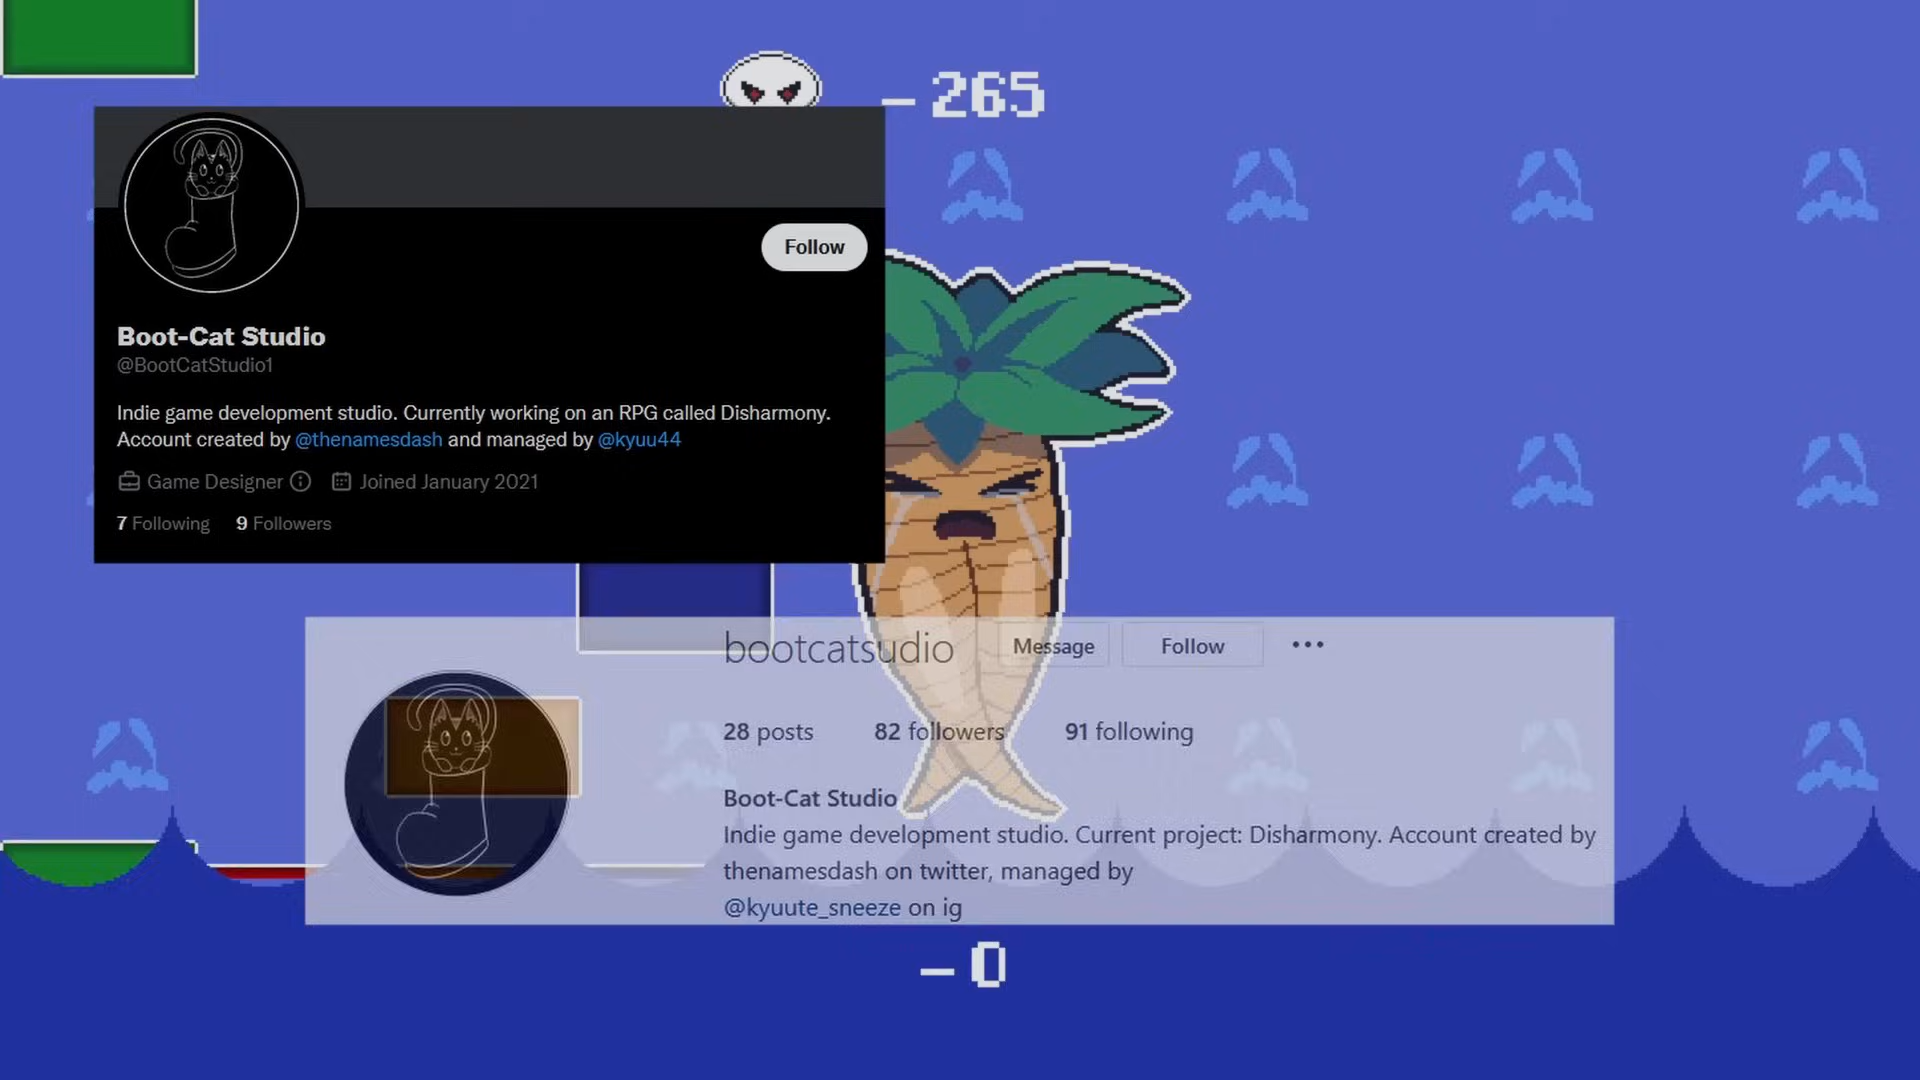 – 265
Follow
Boot-Cat Studio
@BootCatStudio1
Indie game development studio. Currently working on an RPG called Disharmony.
Account created by @thenamesdash and managed by @kyuu44
Game Designer Joined January 2021
7 Following 9 Followers
bootcatsudio Message Follow •••
28 posts 82 followers 91 following
Boot-Cat Studio
Indie game development studio. Current project: Disharmony. Account created by
thenamesdash on twitter, managed by
@kyuute_sneeze on ig
– 0